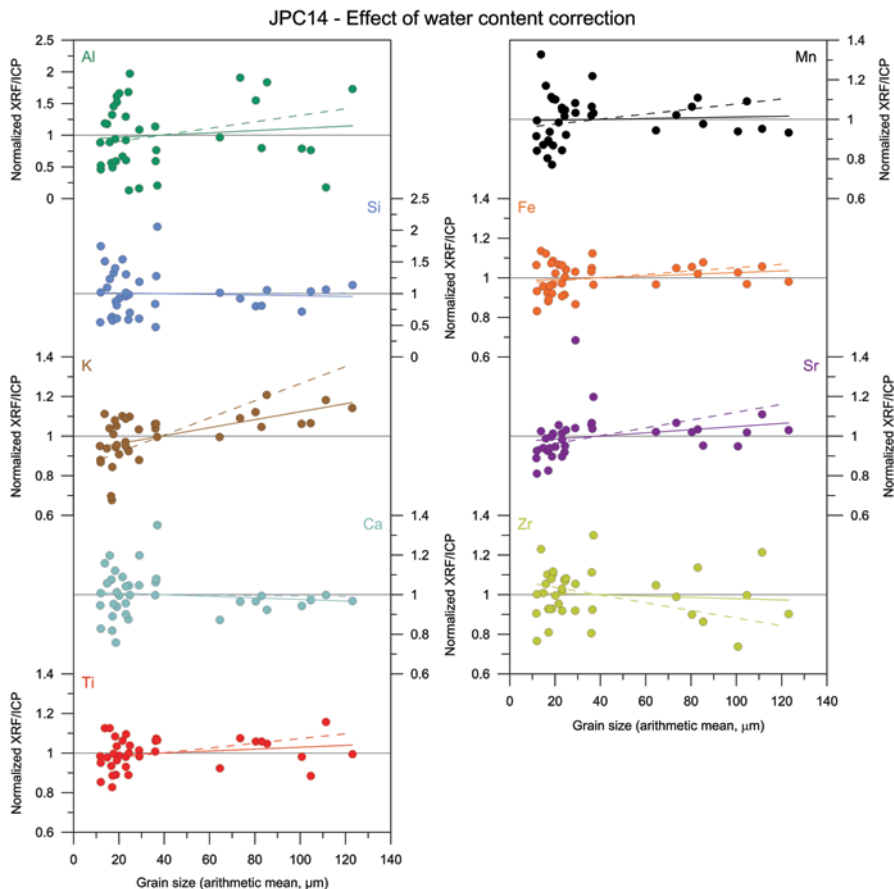 JPC14 - Effect of water content correction
Al
Normalized XRF/ICP
2.5
2
1.5
1
0.5
0
Si
Normalized XRF/ICP
2.5
2
1.5
1
0.5
0
K
Normalized XRF/ICP
1.4
1.2
1
0.8
0.6
Ca
Normalized XRF/ICP
1.4
1.2
1
0.8
0.6
Ti
Normalized XRF/ICP
1.4
1.2
1
0.8
0.6
0 20 40 60 80 100 120 140
Grain size (arithmetic mean, µm)
Mn
Normalized XRF/ICP
1.4
1.2
1
0.8
0.6
Fe
Normalized XRF/ICP
1.4
1.2
1
0.8
0.6
Sr
Normalized XRF/ICP
1.4
1.2
1
0.8
0.6
Zr
Normalized XRF/ICP
1.4
1.2
1
0.8
0.6
0 20 40 60 80 100 120 140
Grain size (arithmetic mean, µm)